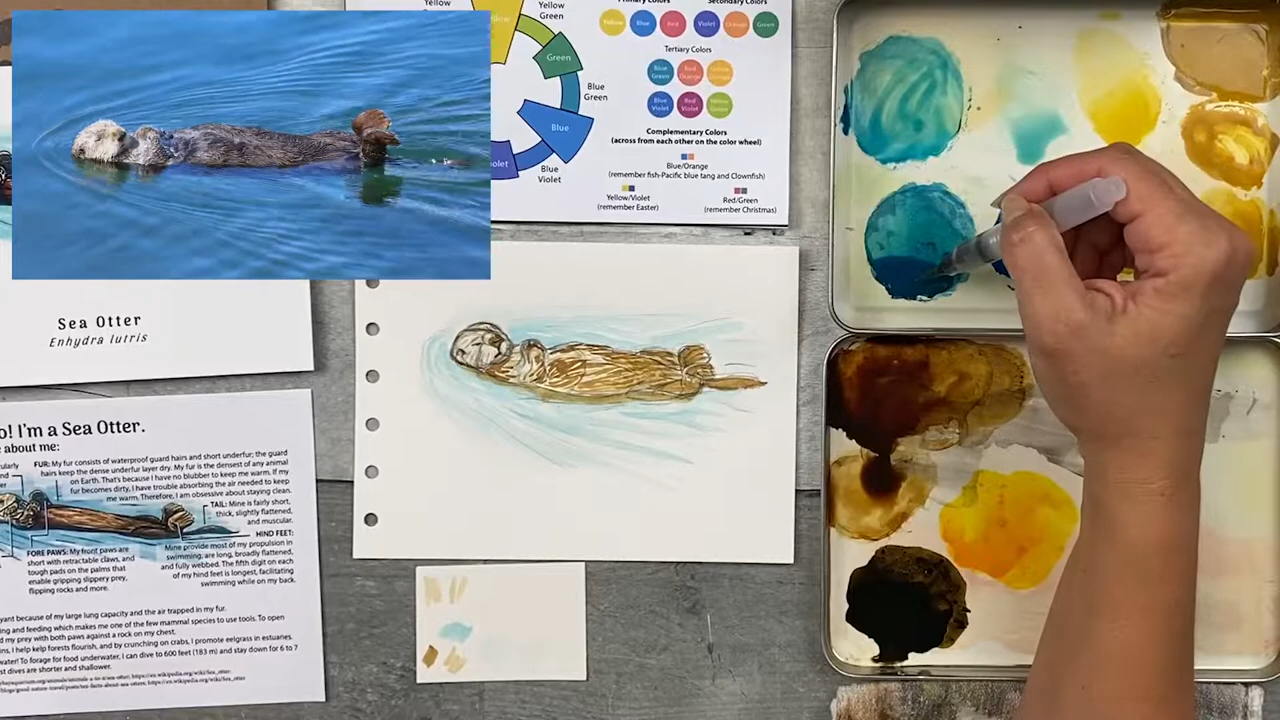 Yellow
Yellow
Green
Green
Blue
Green
Blue
Blue
Violet
Primary Colors
Secondary Colors
Yellow
Blue
Red
Violet
Orange
Green
Tertiary Colors
Blue
Green
Red
Orange
Blue
Violet
Red
Violet
Yellow
Green
Complementary Colors
(across from each other on the color wheel)
Blue/Orange
(remember fish-Pacific blue tang and Clownfish)
Yellow/Violet
(remember Easter)
Red/Green
(remember Christmas)
Sea Otter
Enhydra lutris
o! I'm a Sea Otter.
about me:
FUR: My fur consists of waterproof guard hairs and short underfur; the guard
hairs keep the dense underfur layer dry. My fur is the densest of any animal
on Earth. That's because I have no blubber to keep me warm. If my
fur becomes dirty, I have trouble absorbing the air needed to keep
me warm. Therefore, I am obsessive about staying clean.
TAIL: Mine is fairly short,
thick, slightly flattened,
and muscular.
HIND FEET:
Mine provide most of my propulsion in
swimming, are long, broadly flattened,
and fully webbed. The fifth digit on each
of my hind feet is longest, facilitating
swimming while on my back.
FORE PAWS: My front paws are
short with retractable claws, and
tough pads on the palms that
enable gripping slippery prey,
flipping rocks and more.
yant because of my large lung capacity and the air trapped in my fur.
ing and feeding which makes me one of the few mammal species to use tools. To open
d my prey with both paws against a rock on my chest.
ins, I help kelp forests flourish, and by crunching on crabs, I promote eelgrass in estuaries.
water! To forage for food underwater, I can dive to 600 feet (183 m) and stay down for 6 to 7
st dives are shorter and shallower.